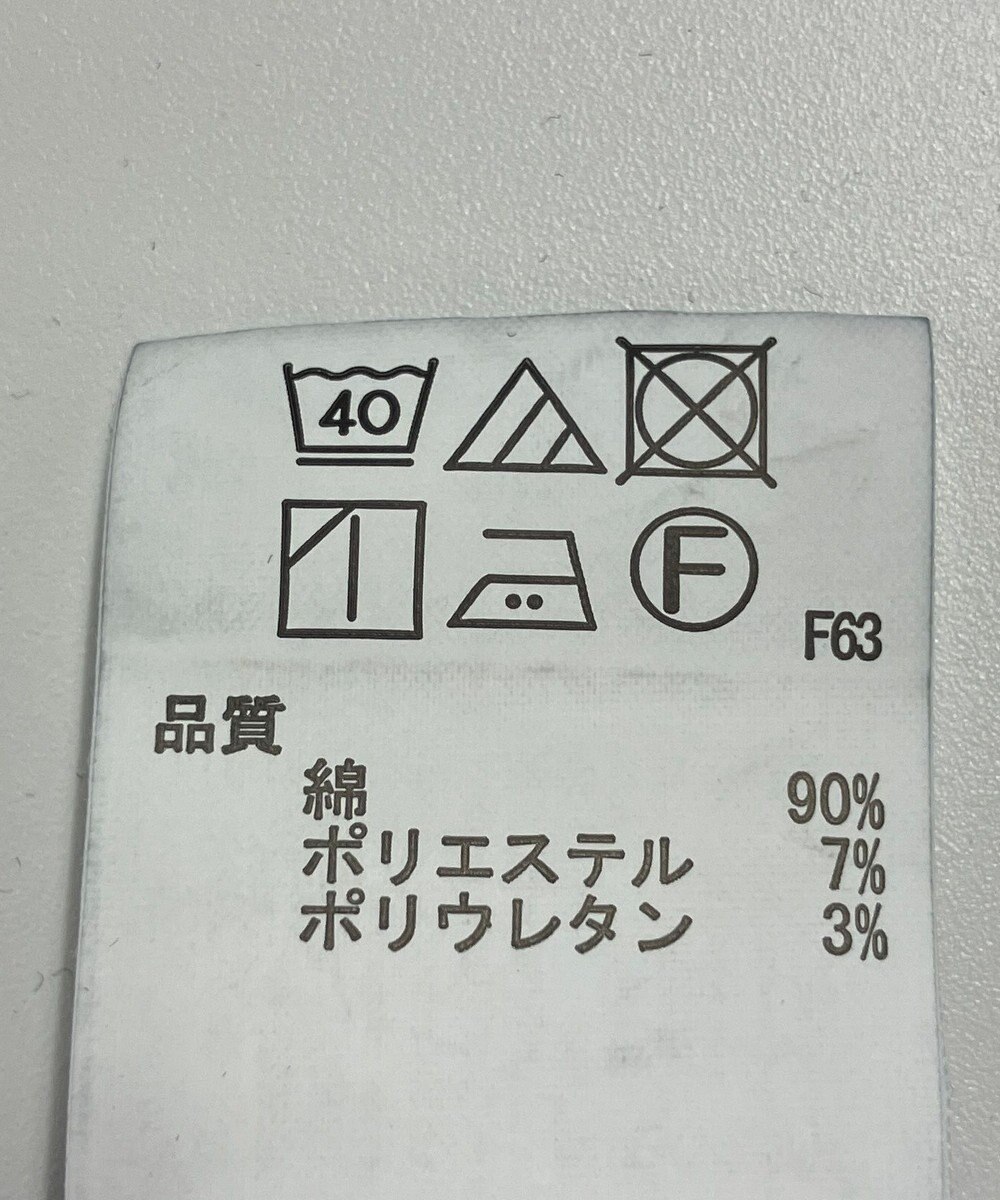 40
F
F63
品質
綿 90%
ポリエステル 7%
ポリウレタン 3%